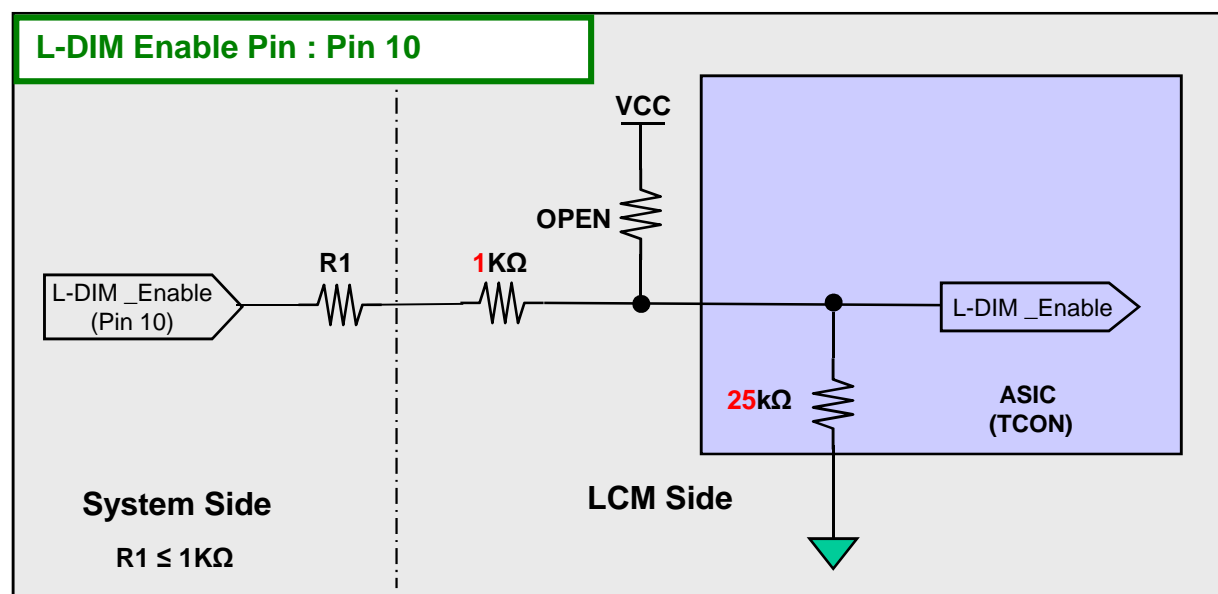 L-DIM Enable Pin : Pin 10
VCC
OPEN
R1
1KΩ
L-DIM _Enable
(Pin 10)
L-DIM _Enable
25kΩ
ASIC
(TCON)
System Side
LCM Side
R1 ≤ 1KΩ